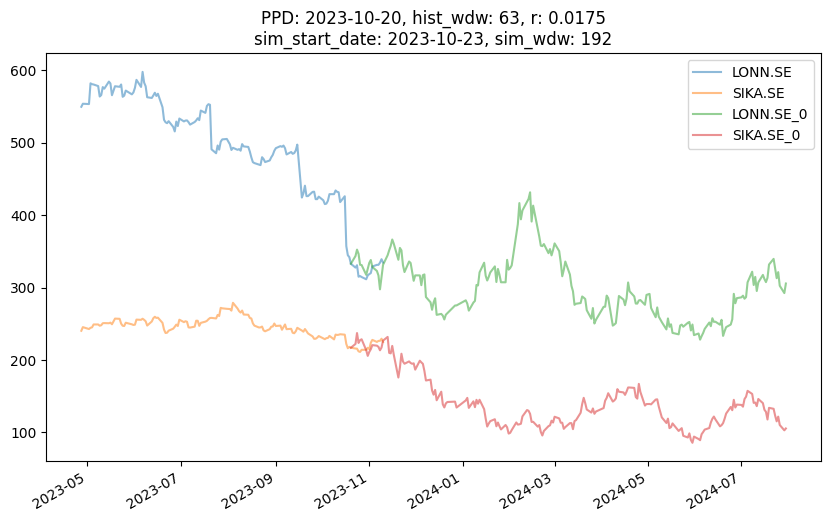 PPD: 2023-10-20, hist_wdw: 63, r: 0.0175
sim_start_date: 2023-10-23, sim_wdw: 192
LONN.SE
SIKA.SE
LONN.SE_0
SIKA.SE_0
600
500
400
300
200
100
2023-05
2023-07
2023-09
2023-11
2024-01
2024-03
2024-05
2024-07